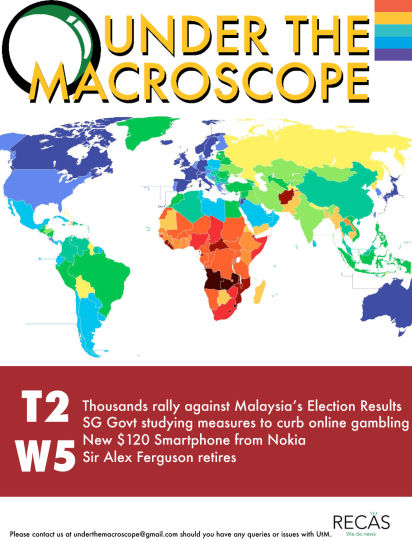 UNDER THE
MACROSCOPE
T2
W5
Thousands rally against Malaysia's Election Results
SG Govt studying measures to curb online gambling
New $120 Smartphone from Nokia
Sir Alex Ferguson retires
RECAS
We do news
Please contact us at underthemacroscope@gmail.com should you have any queries or issues with UtM.